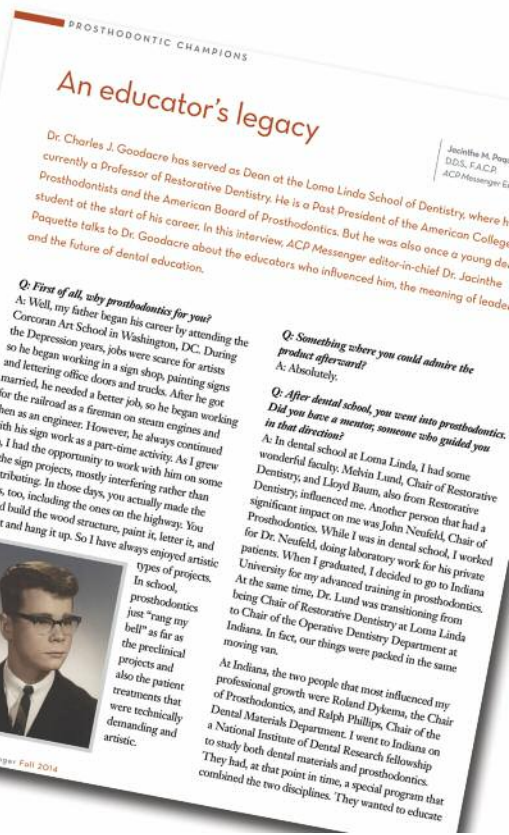 PROSTHODONTIC CHAMPIONS
An educator's legacy
Jacinthe M.
D.D.S., F.A.C.P.
ACP Messenger
Dr. Charles J. Goodacre has served as Dean at the Loma Linda School of Dentistry, where
currently a Professor of Restorative Dentistry. He is a Past President of the American College
Prosthodontists and the American Board of Prosthodontics. But he was also once a young
student at the start of his career. In this interview, ACP Messenger editor-in-chief Dr. Jacinthe
Paquette talks to Dr. Goodacre about the educators who influenced him, the meaning of
and the future of dental education.
Q: First of all, why prosthodontics for you?
A: Well, my father began his career by attending the
Corcoran Art School in Washington, DC. During
the Depression years, jobs were scarce for artists
so he began working in a sign shop, painting signs
and lettering office doors and trucks. After he got
married, he needed a better job, so he began working
for the railroad as a fireman on steam engines and
then as an engineer. However, he always continued
with his sign work as a part-time activity. As I grew
, I had the opportunity to work with him on some
the sign projects, mostly interfering rather than
tributing. In those days, you actually made the
s, too, including the ones on the highway. You
d build the wood structure, paint it, letter it, and
t and hang it up. So I have always enjoyed artistic
types of projects.
In school,
prosthodontics
just "rang my
bell" as far as
the preclinical
projects and
also the patient
treatments that
were technically
demanding and
artistic.
Fall 2014
Q: Something where you could admire the
product afterward?
A: Absolutely.
Q: After dental school, you went into prosthodontics.
Did you have a mentor, someone who guided you
in that direction?
A: In dental school at Loma Linda, I had some
wonderful faculty. Melvin Lund, Chair of Restorative
Dentistry, and Lloyd Baum, also from Restorative
Dentistry, influenced me. Another person that had a
significant impact on me was John Neufeld, Chair of
Prosthodontics. While I was in dental school, I worked
for Dr. Neufeld, doing laboratory work for his private
patients. When I graduated, I decided to go to Indiana
University for my advanced training in prosthodontics.
At the same time, Dr. Lund was transitioning from
being Chair of Restorative Dentistry at Loma Linda
to Chair of the Operative Dentistry Department at
Indiana. In fact, our things were packed in the same
moving van.
At Indiana, the two people that most influenced my
professional growth were Roland Dykema, the Chair
of Prosthodontics, and Ralph Phillips, Chair of the
Dental Materials Department. I went to Indiana on
a National Institute of Dental Research fellowship
to study both dental materials and prosthodontics.
They had, at that point in time, a special program that
combined the two disciplines. They wanted to educate